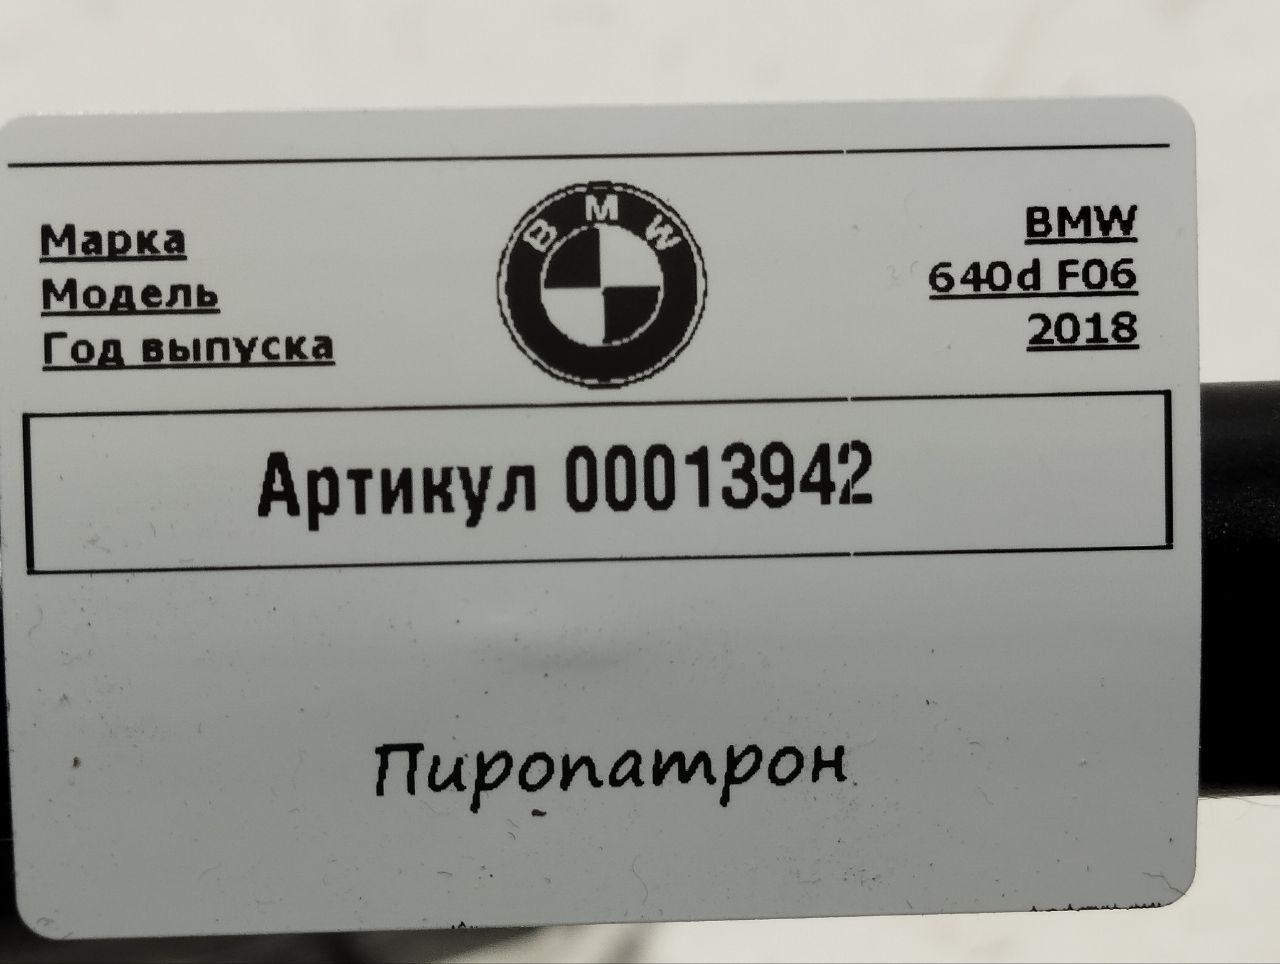 Марка
BMW
BMW
Модель
640d F06
Год выпуска
2018
Артикул 00013942
Пиропатрон